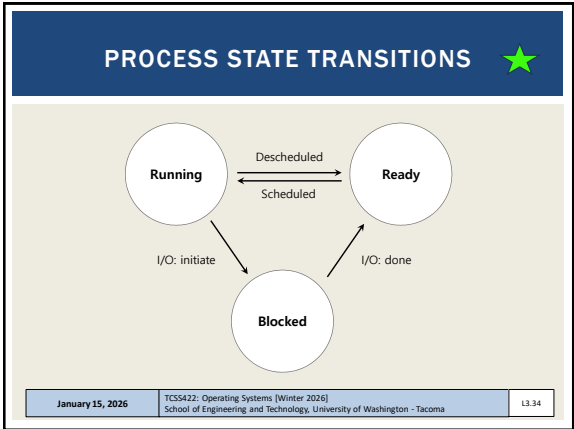 PROCESS STATE TRANSITIONS
Descheduled
Running
Ready
Scheduled
I/O: initiate
I/O: done
Blocked
January 15, 2026
TCSS422: Operating Systems [Winter 2026]
School of Engineering and Technology, University of Washington - Tacoma
L3.34